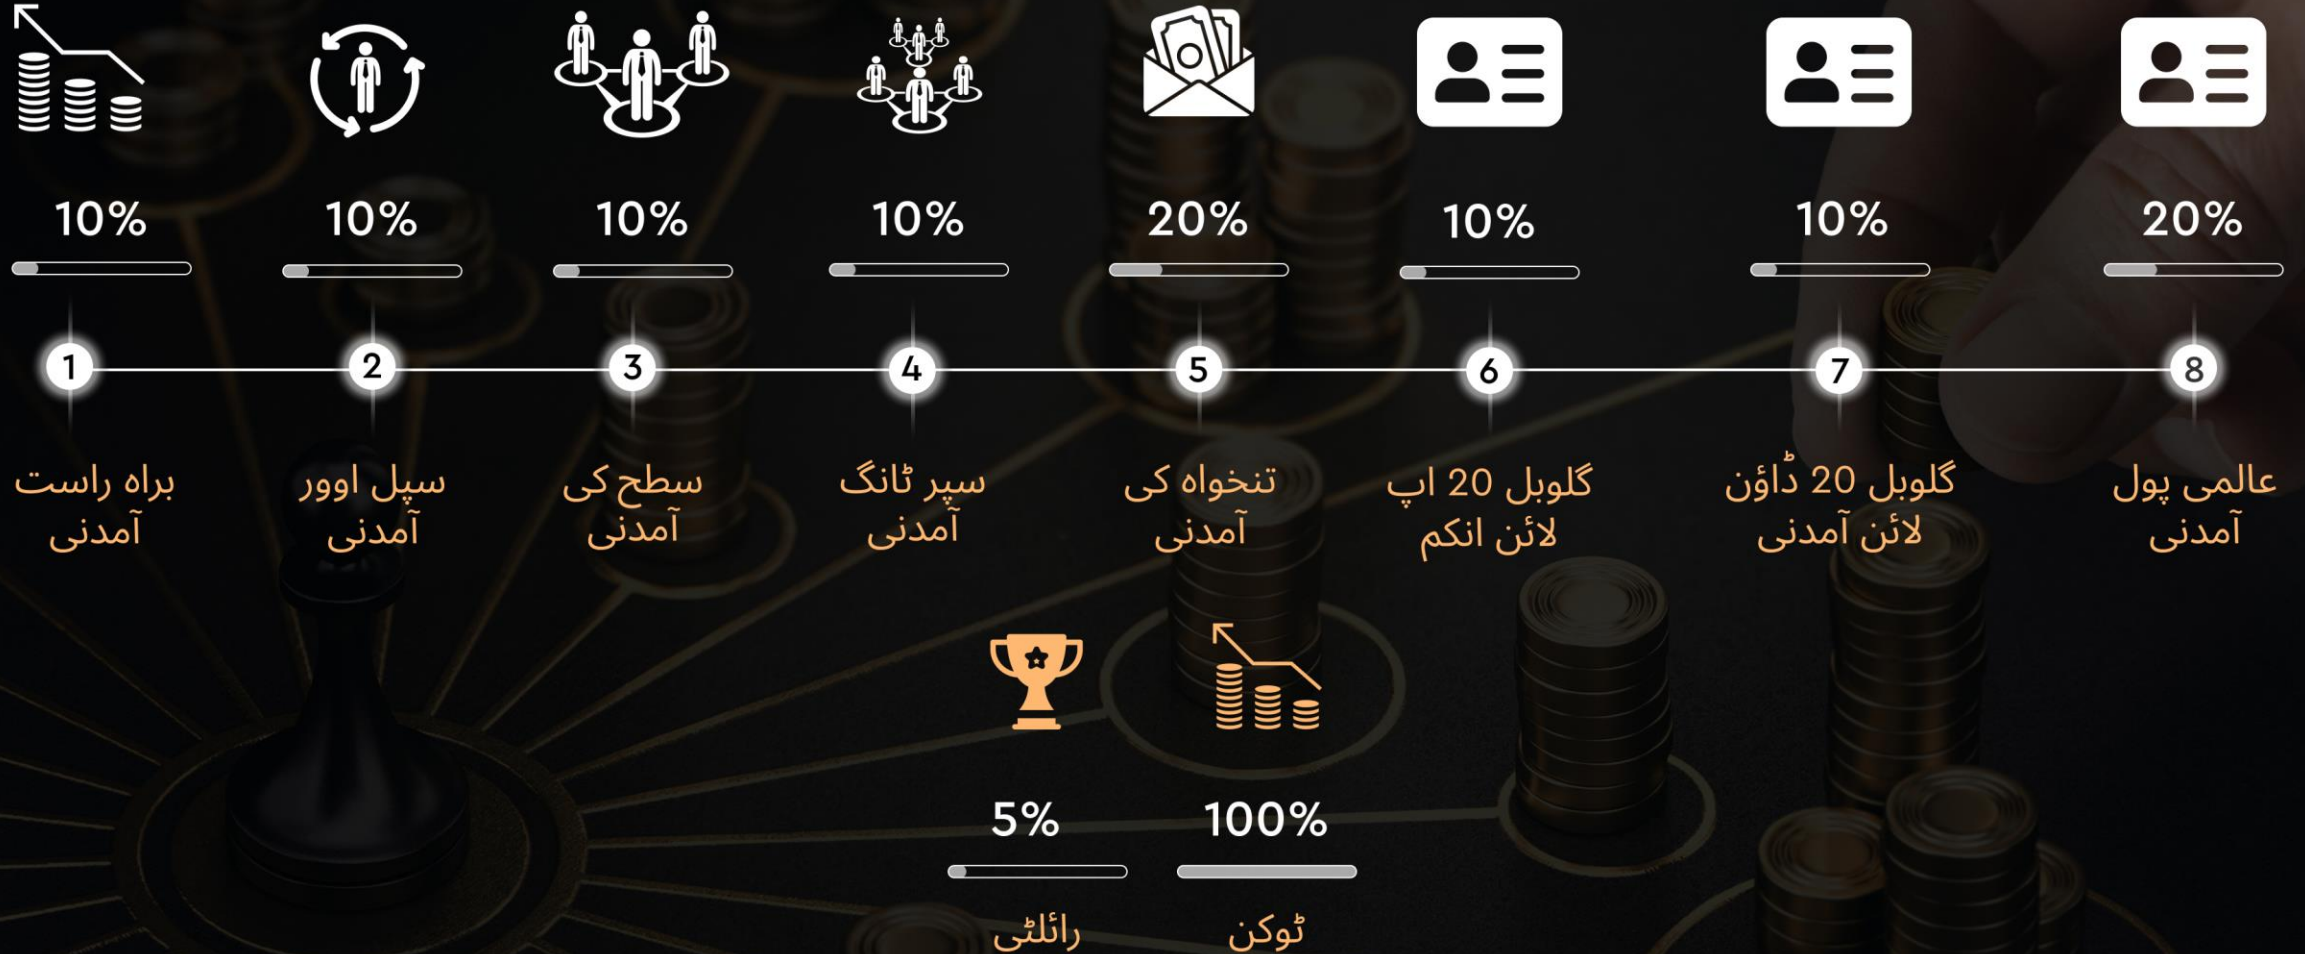 10%
10%
10%
10%
20%
10%
10%
20%
1
2
3
4
5
6
7
8
براہ راست
آمدنی
سپل اوور
آمدنی
سطح کی
آمدنی
سپر ٹانگ
آمدنی
تنخواہ کی
آمدنی
گلوبل 20 اپ
لائن انکم
گلوبل 20 ڈاؤن
لائن آمدنی
عالمی پول
آمدنی
5%
100%
رائلٹی
ٹوکن